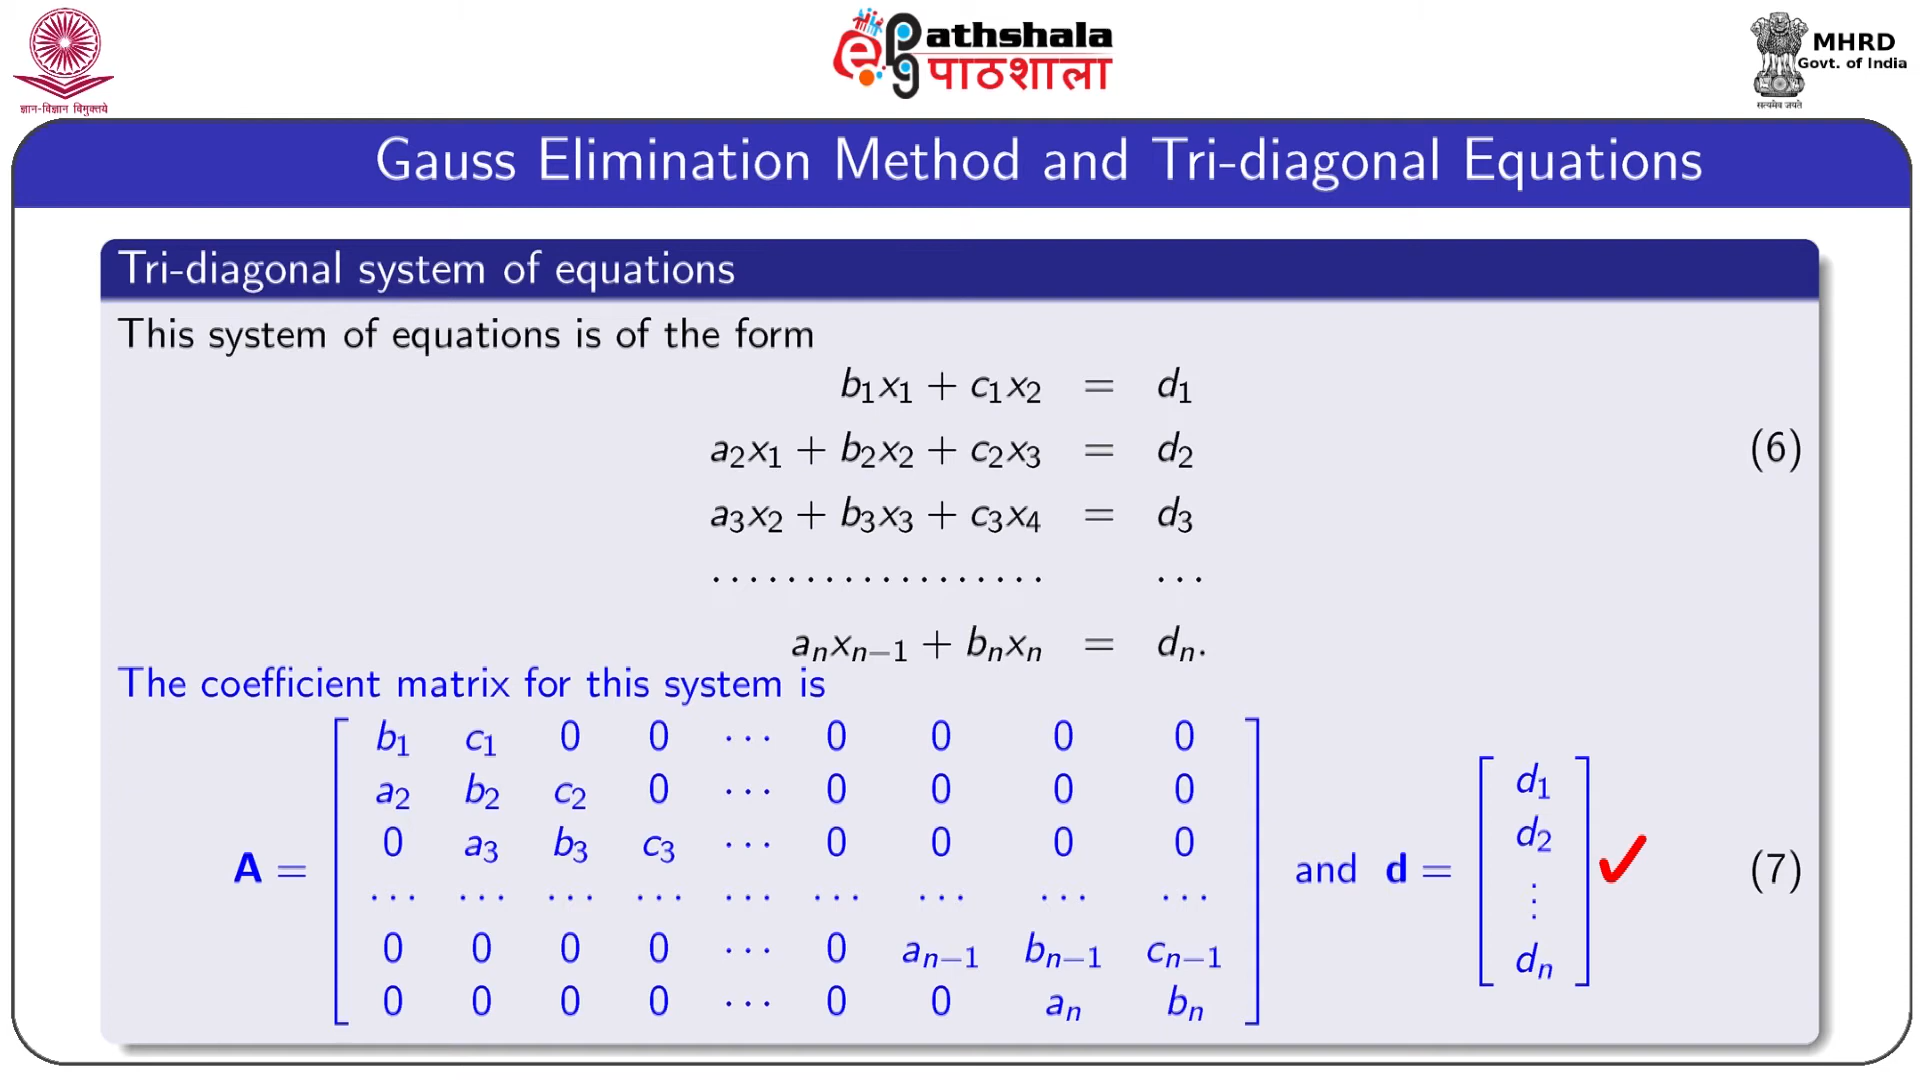 ज्ञान-विज्ञान विमुक्तये
ePathshala
पाठशाला
सत्यमेव जयते
MHRD
Govt. of India
Gauss Elimination Method and Tri-diagonal Equations
Tri-diagonal system of equations
This system of equations is of the form
b₁x₁ + c₁x₂ = d₁
a₂x₁ + b₂x₂ + c₂x₃ = d₂ (6)
a₃x₂ + b₃x₃ + c₃x₄ = d₃
.................. ...
aₙxₙ₋₁ + bₙxₙ = dₙ.
The coefficient matrix for this system is
b₁ c₁ 0 0 ··· 0 0 0 0
a₂ b₂ c₂ 0 ··· 0 0 0 0
0 a₃ b₃ c₃ ··· 0 0 0 0
A = ··· ··· ··· ··· ··· ··· ··· ··· ···
0 0 0 0 ··· 0 aₙ₋₁ bₙ₋₁ cₙ₋₁
0 0 0 0 ··· 0 0 aₙ bₙ
and d =
d₁
d₂
⋮
dₙ
(7)